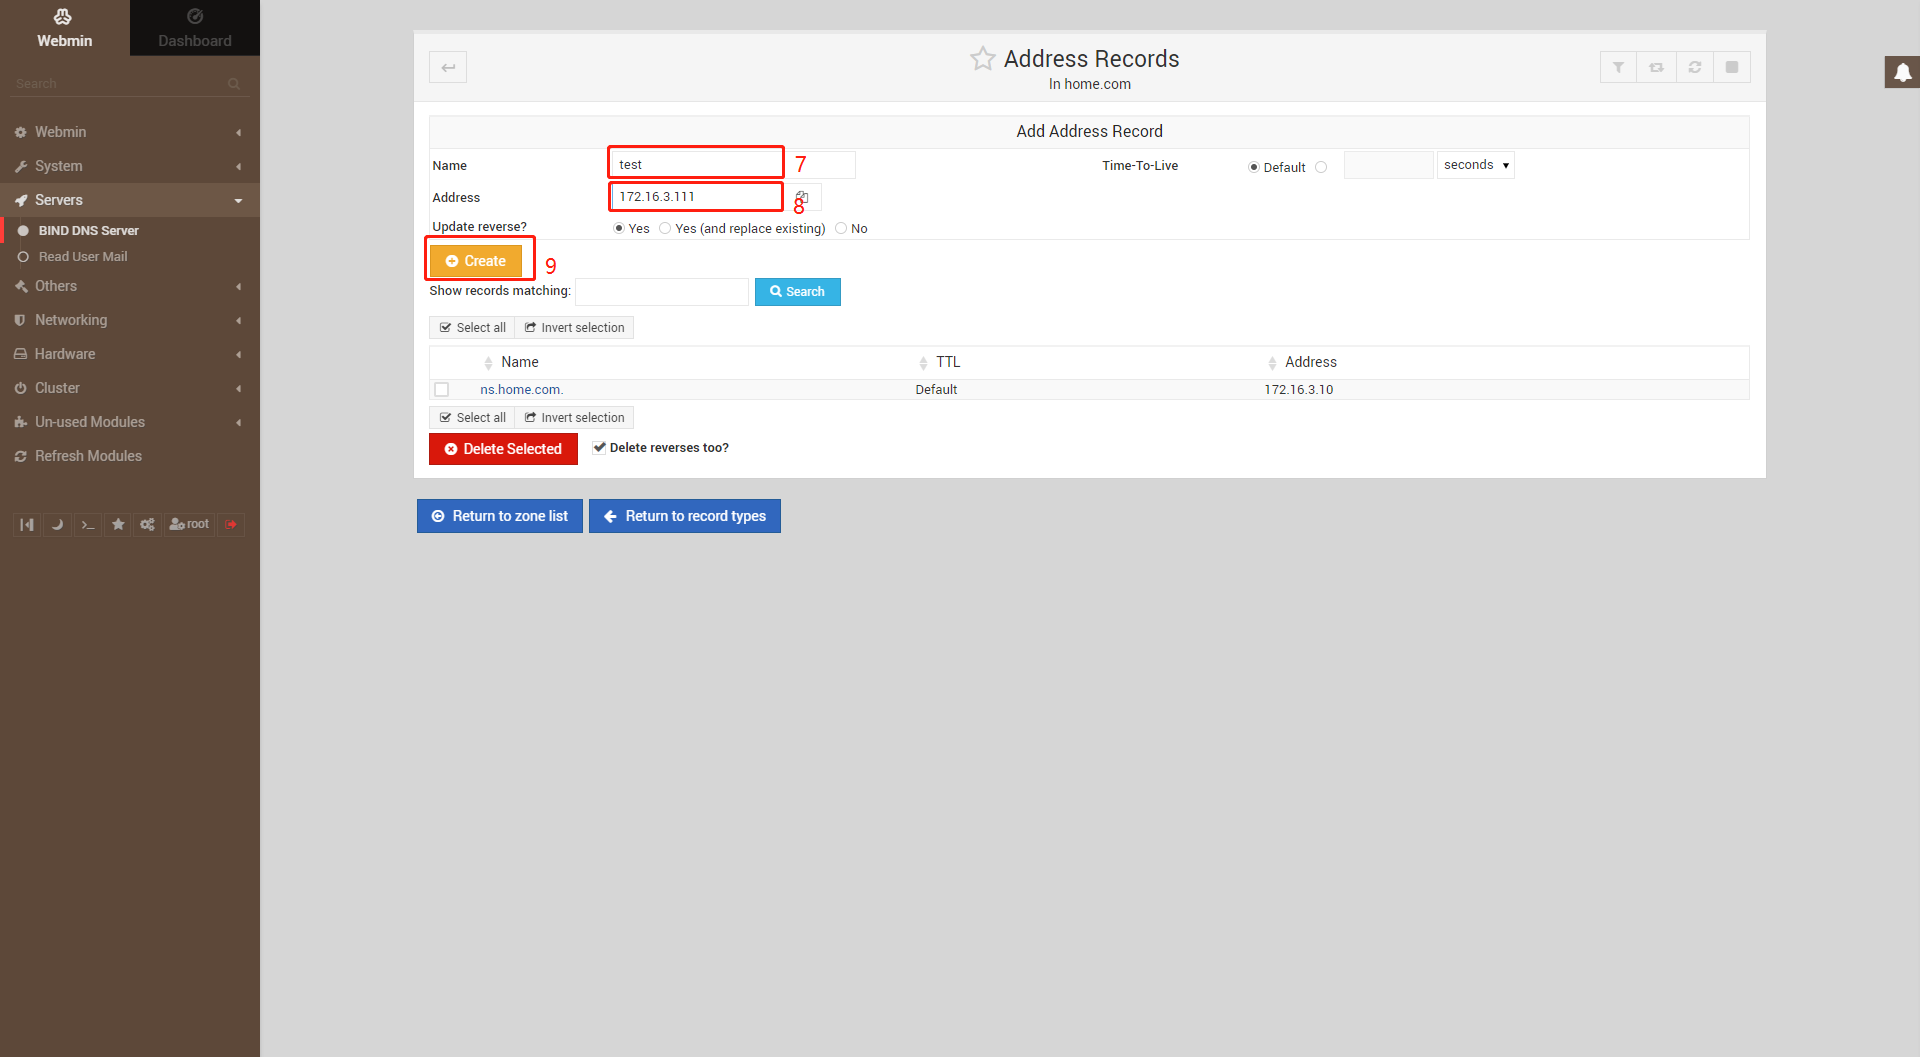 Webmin
Dashboard
Search
Webmin
System
Servers
BIND DNS Server
Read User Mail
Others
Networking
Hardware
Cluster
Un-used Modules
Refresh Modules
root
Address Records
In home.com
Add Address Record
Name test 7 Time-To-Live Default seconds
Address 172.16.3.111 8
Update reverse? Yes Yes (and replace existing) No
Create 9
Show records matching: Search
Select all Invert selection
Name TTL Address
ns.home.com. Default 172.16.3.10
Select all Invert selection
Delete Selected Delete reverses too?
Return to zone list Return to record types